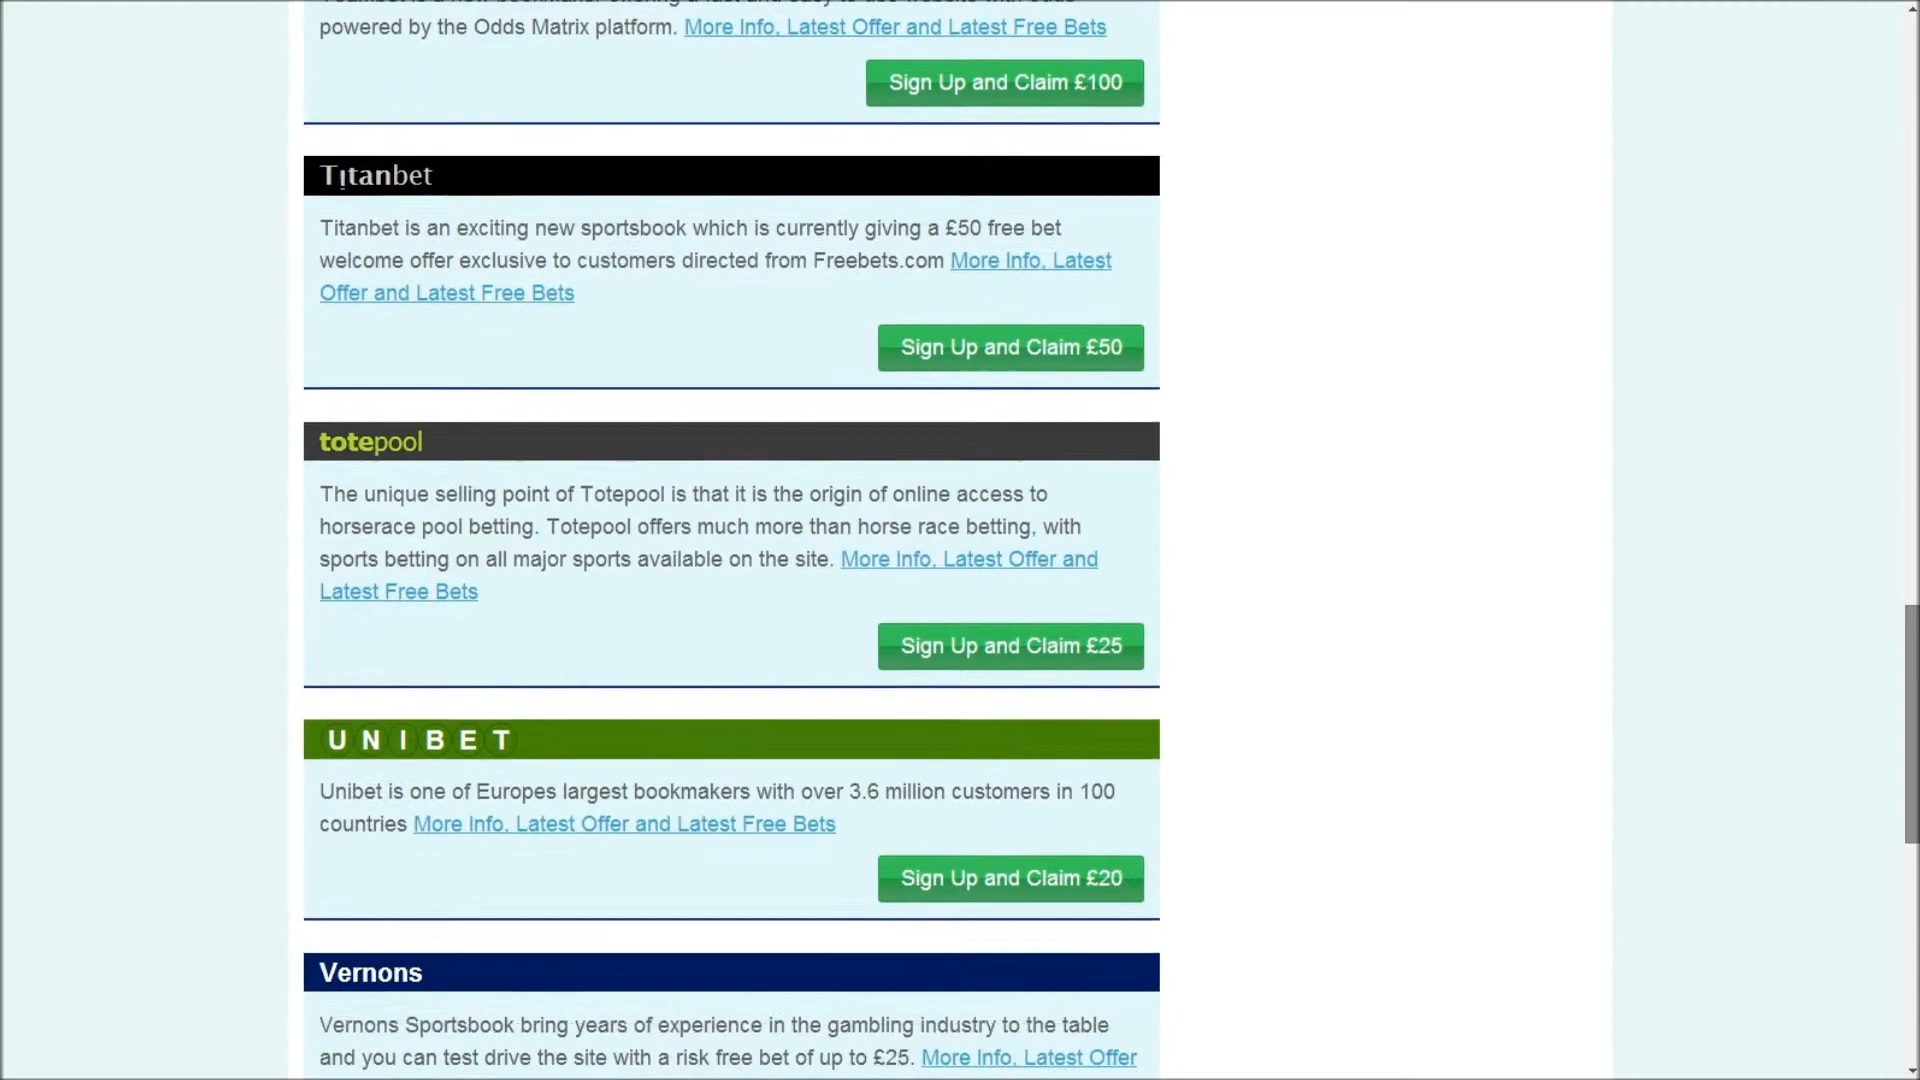 powered by the Odds Matrix platform. More Info, Latest Offer and Latest Free Bets
Sign Up and Claim £100
Titanbet
Titanbet is an exciting new sportsbook which is currently giving a £50 free bet
welcome offer exclusive to customers directed from Freebets.com More Info, Latest
Offer and Latest Free Bets
Sign Up and Claim £50
totepool
The unique selling point of Totepool is that it is the origin of online access to
horserace pool betting. Totepool offers much more than horse race betting, with
sports betting on all major sports available on the site. More Info, Latest Offer and
Latest Free Bets
Sign Up and Claim £25
UNIBET
Unibet is one of Europes largest bookmakers with over 3.6 million customers in 100
countries More Info, Latest Offer and Latest Free Bets
Sign Up and Claim £20
Vernons
Vernons Sportsbook bring years of experience in the gambling industry to the table
and you can test drive the site with a risk free bet of up to £25. More Info, Latest Offer